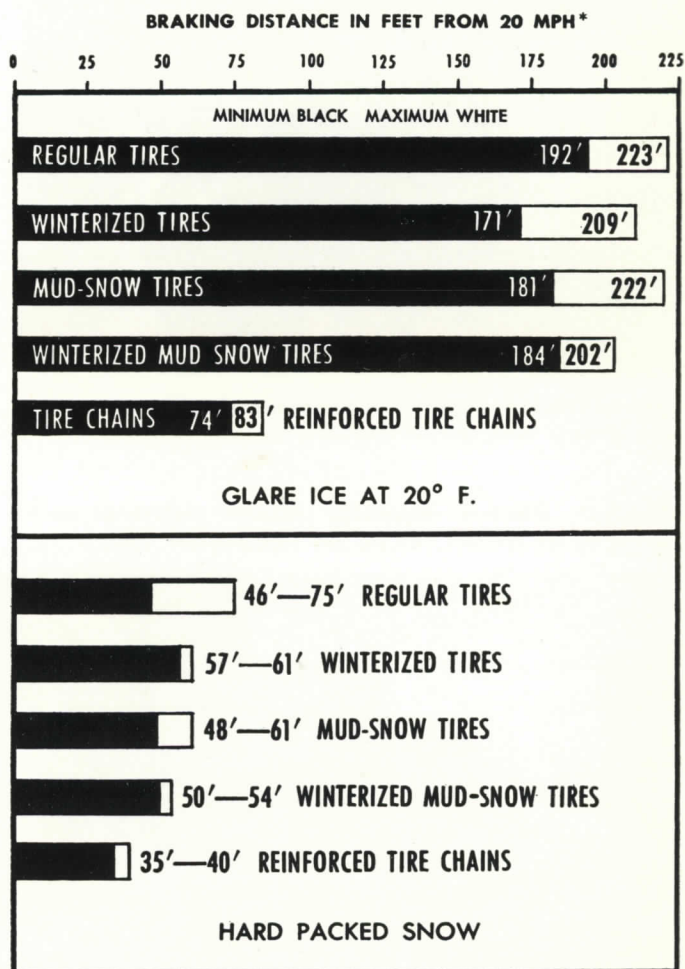 BRAKING DISTANCE IN FEET FROM 20 MPH*
0 25 50 75 100 125 150 175 200 225
MINIMUM BLACK MAXIMUM WHITE
REGULAR TIRES 192' 223'
WINTERIZED TIRES 171' 209'
MUD-SNOW TIRES 181' 222'
WINTERIZED MUD SNOW TIRES 184' 202'
TIRE CHAINS 74' 83' REINFORCED TIRE CHAINS
GLARE ICE AT 20° F.
46'—75' REGULAR TIRES
57'—61' WINTERIZED TIRES
48'—61' MUD-SNOW TIRES
50'—54' WINTERIZED MUD-SNOW TIRES
35'—40' REINFORCED TIRE CHAINS
HARD PACKED SNOW